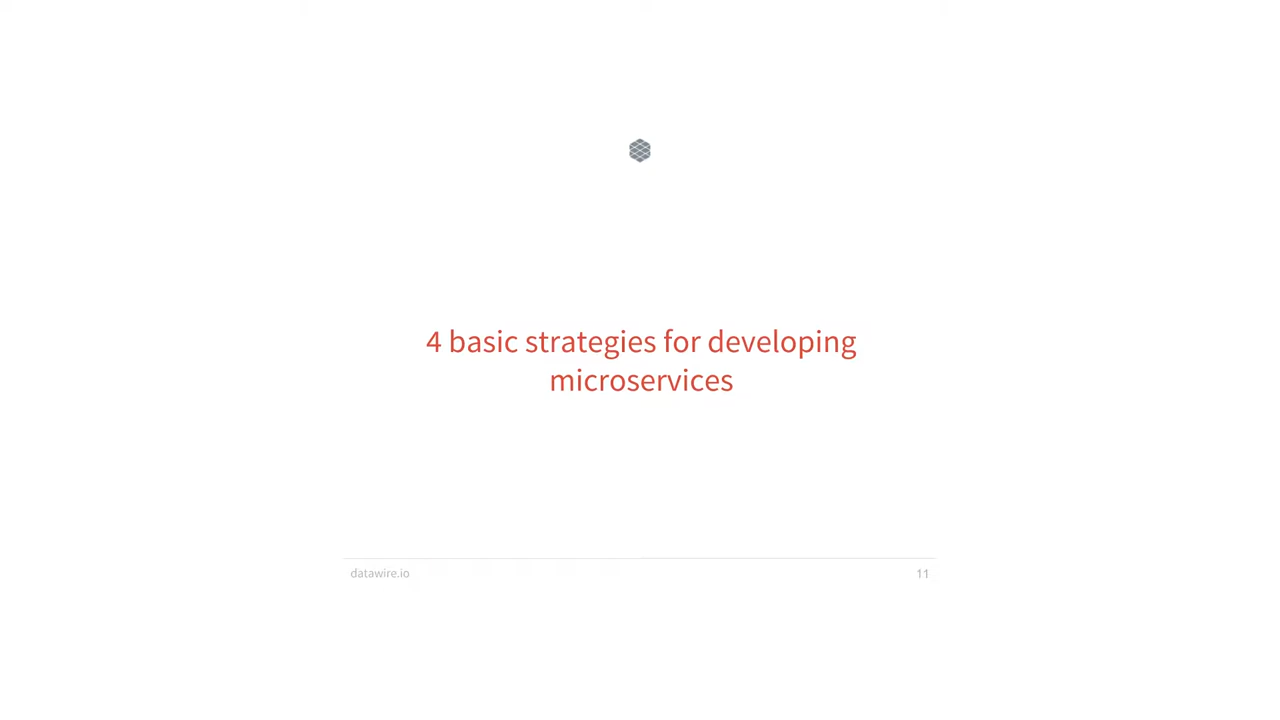 4 basic strategies for developing
microservices
datawire.io
11